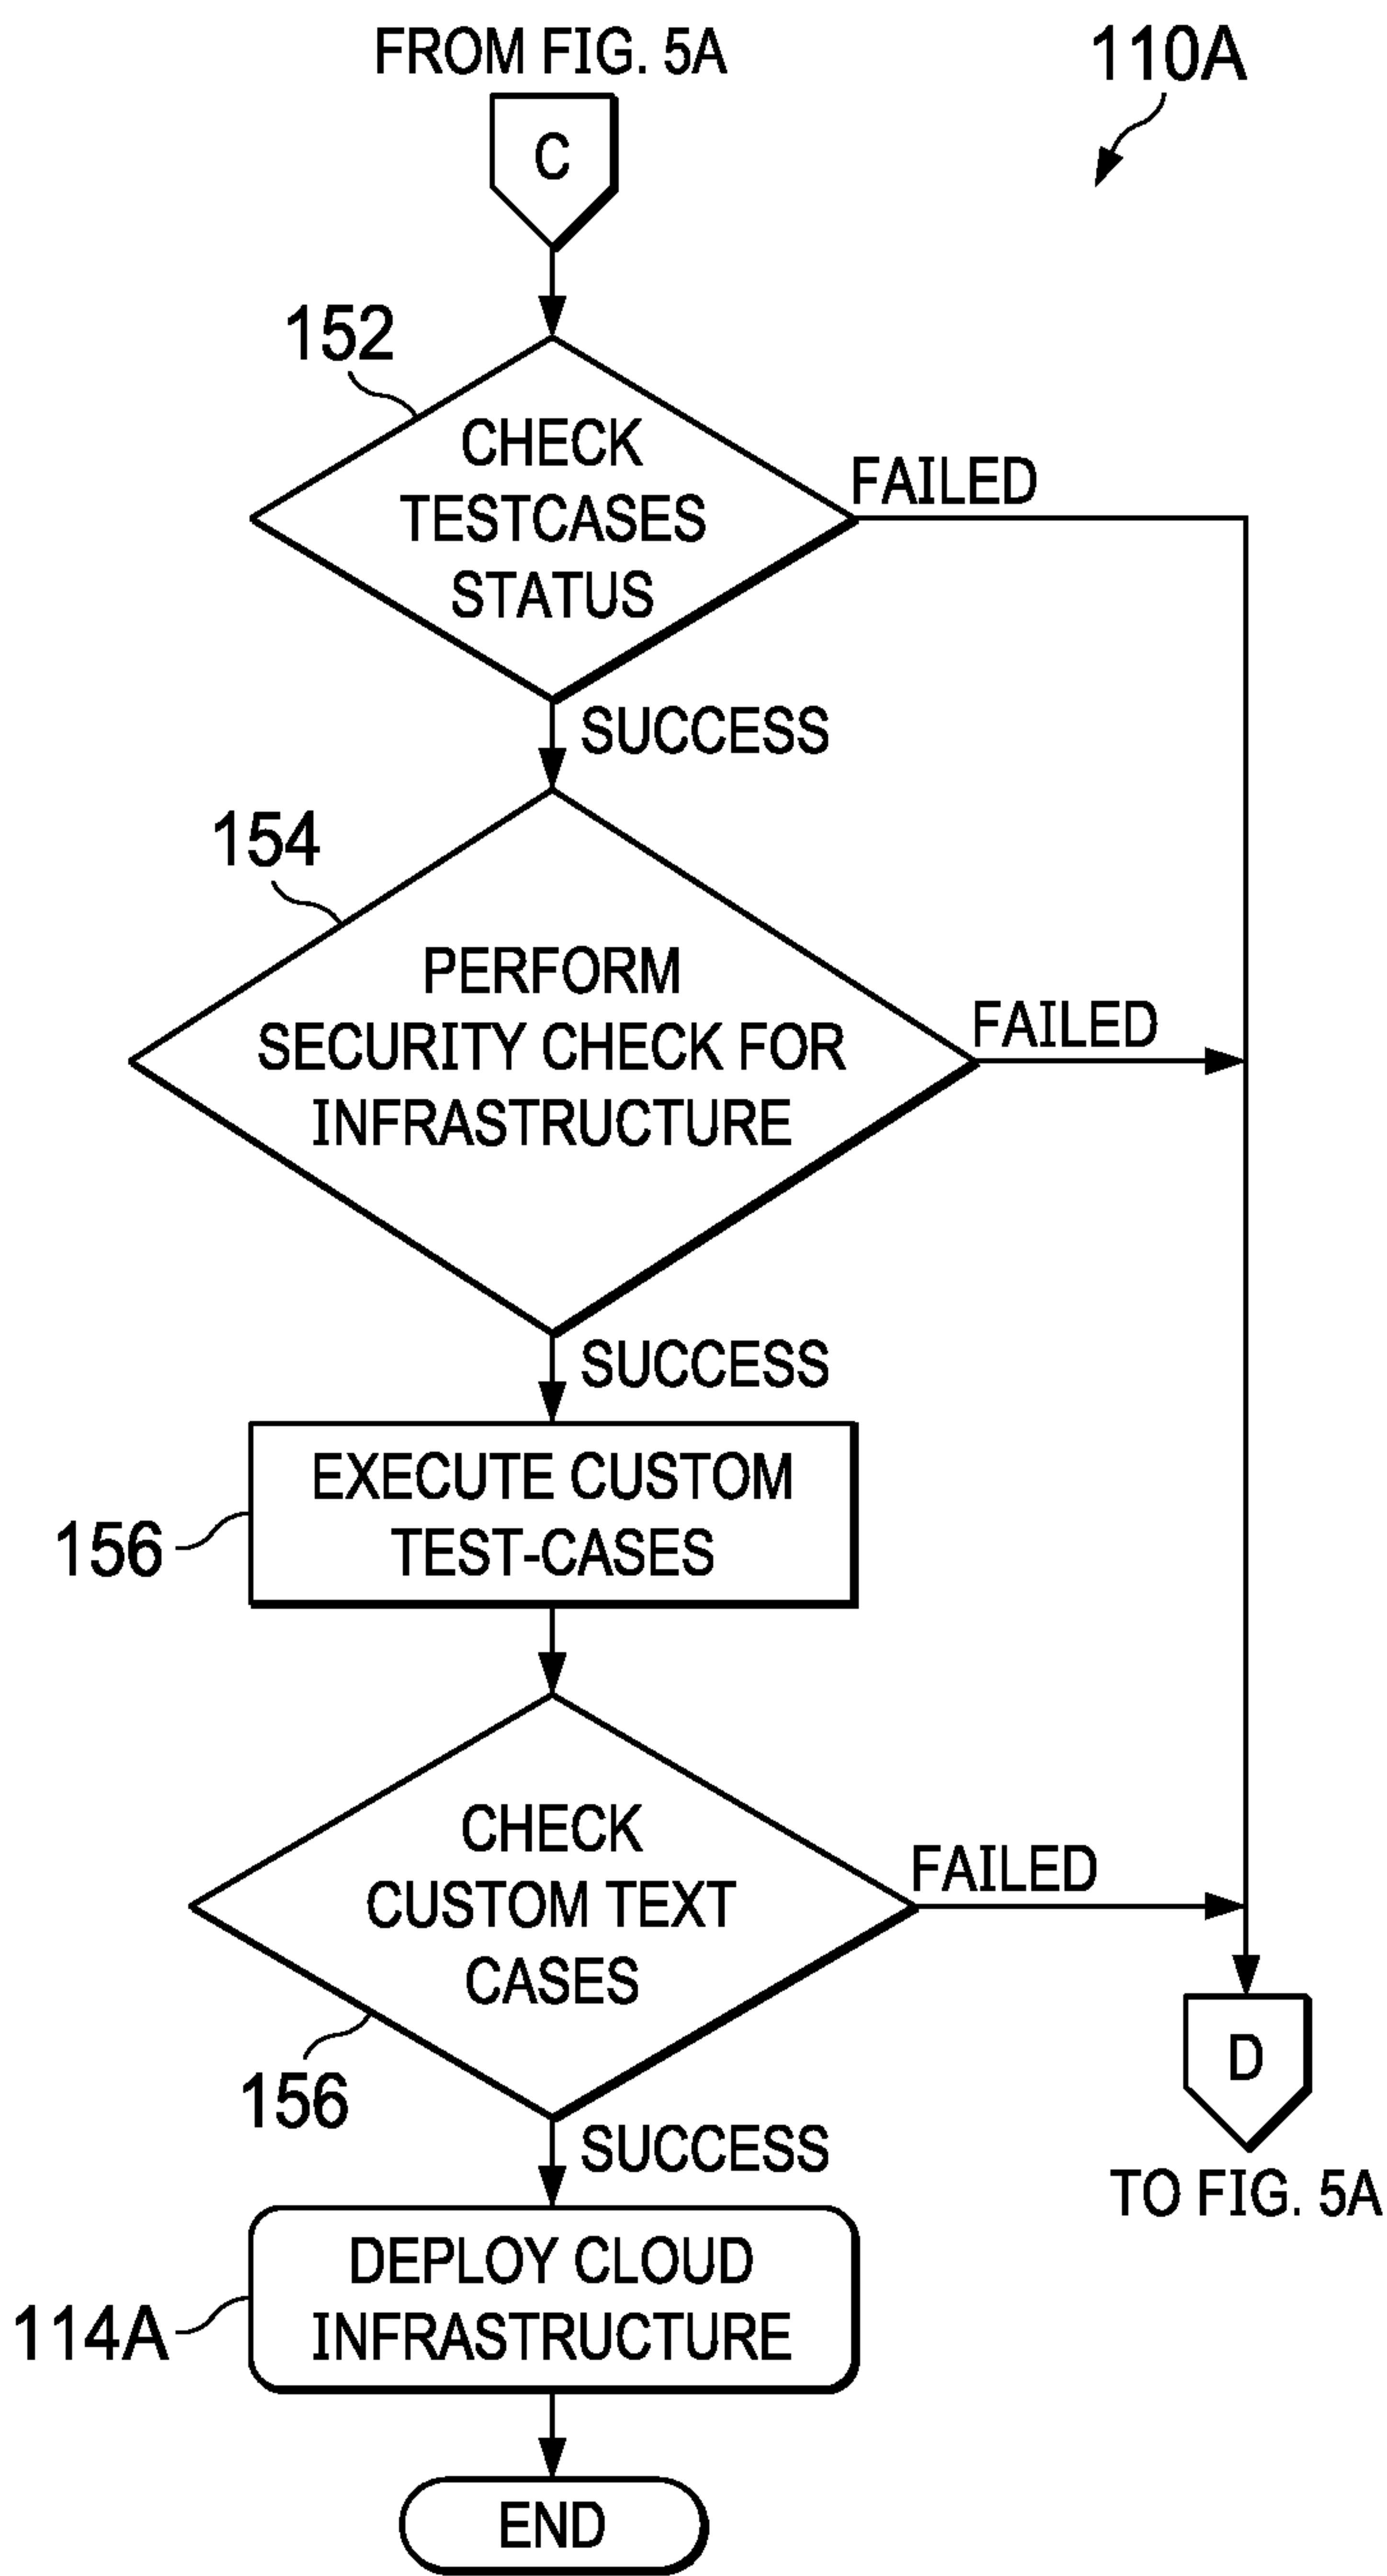 FROM FIG. 5A
110A
C
152
CHECK
TESTCASES
STATUS
FAILED
SUCCESS
154
PERFORM
SECURITY CHECK FOR
INFRASTRUCTURE
FAILED
SUCCESS
EXECUTE CUSTOM
TEST-CASES
156
CHECK
CUSTOM TEXT
CASES
FAILED
156
D
TO FIG. 5A
SUCCESS
DEPLOY CLOUD
INFRASTRUCTURE
114A
END